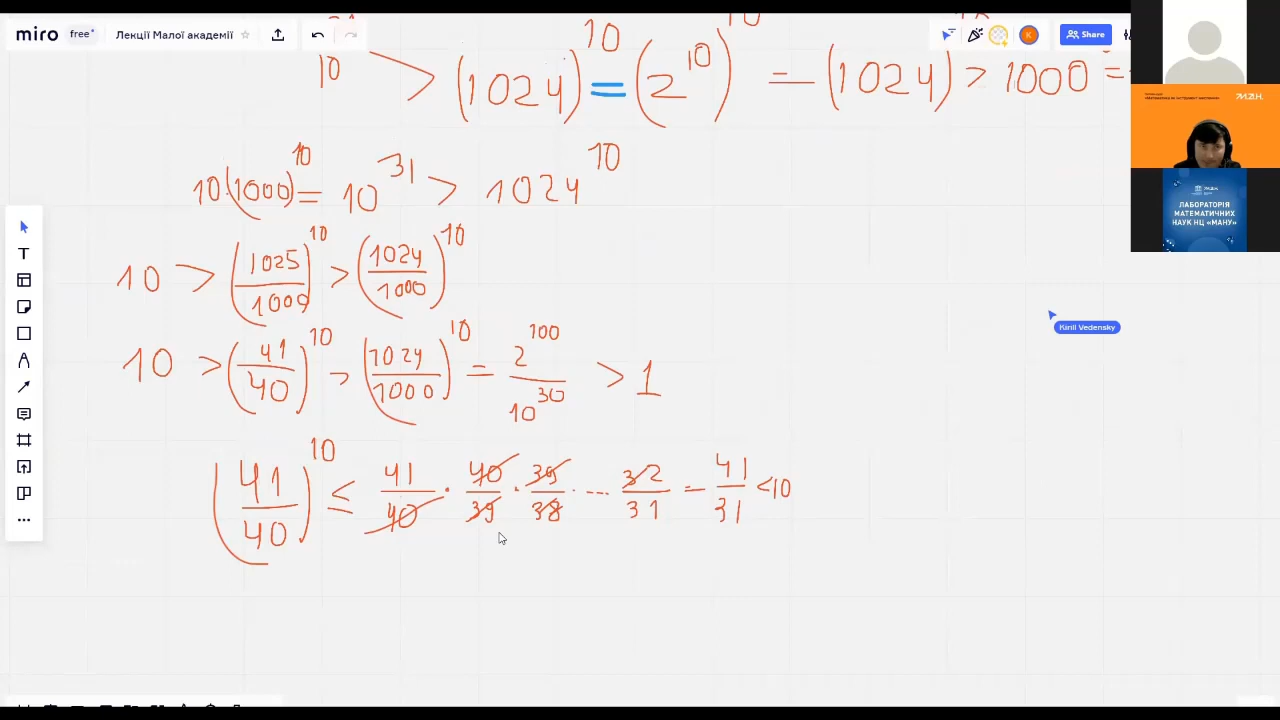 miro free Лекції Малої академії Share
10 > (1024)^10 = (2^10)^10 = (1024) > 1000 =
10(1000)^10 = 10^31 > 1024^10
10 > (1025/1000)^10 > (1024/1000)^10
Kirill Vedensky
10 > (41/40)^10 > (1024/1000)^10 = 2^100/10^30 > 1
(41/40)^10 ≤ 41/40 · 40/39 · 39/38 · ... 32/31 = 41/31 < 10
К
М.А.Н.
МАН
ЛАБОРАТОРІЯ
МАТЕМАТИЧНИХ
НАУК НЦ «МАНУ»